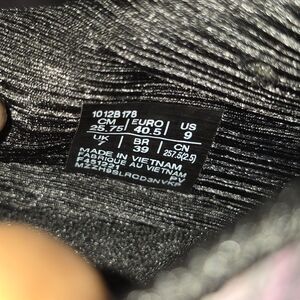 1012B178
CM EURO US
25.75 40.5 9
UK BR CN
7 39 257.5(2.5)
MADE IN VIETNAM
FABRIQUE AU VIETNAM
PV